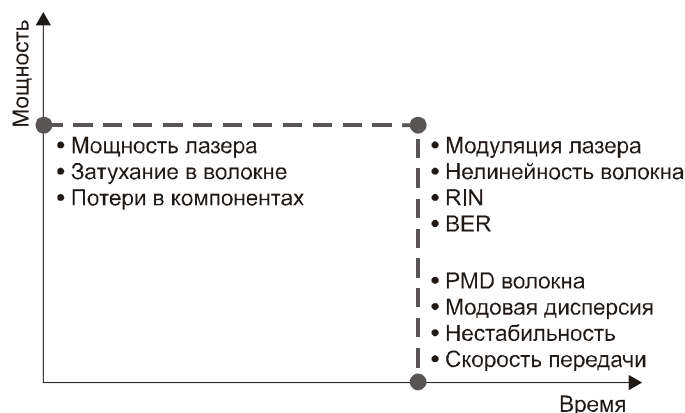 Мощность
• Мощность лазера
• Затухание в волокне
• Потери в компонентах
• Модуляция лазера
• Нелинейность волокна
• RIN
• BER
• PMD волокна
• Модовая дисперсия
• Нестабильность
• Скорость передачи
Время